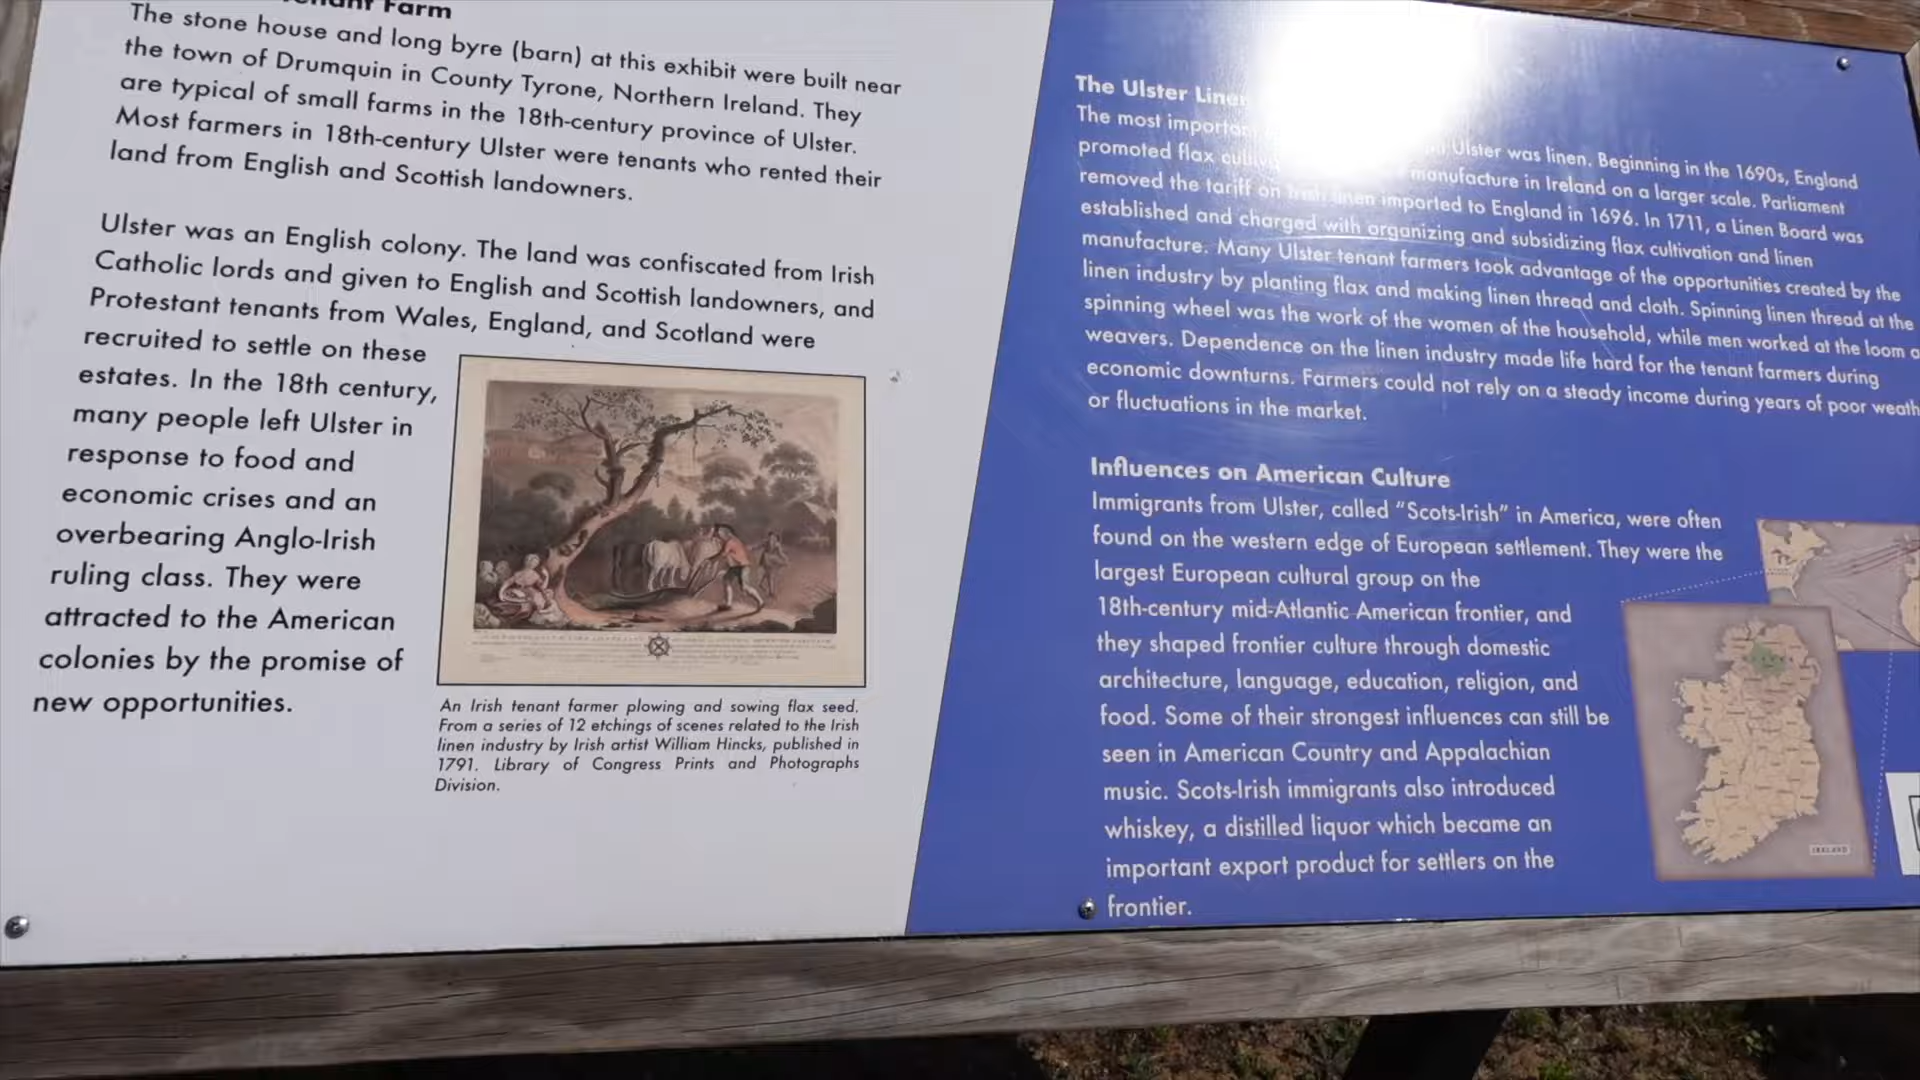 Tenant Farm
The stone house and long byre (barn) at this exhibit were built near
the town of Drumquin in County Tyrone, Northern Ireland. They
are typical of small farms in the 18th-century province of Ulster.
Most farmers in 18th-century Ulster were tenants who rented their
land from English and Scottish landowners.
Ulster was an English colony. The land was confiscated from Irish
Catholic lords and given to English and Scottish landowners, and
Protestant tenants from Wales, England, and Scotland were
recruited to settle on these
estates. In the 18th century,
many people left Ulster in
response to food and
economic crises and an
overbearing Anglo-Irish
ruling class. They were
attracted to the American
colonies by the promise of
new opportunities.
An Irish tenant farmer plowing and sowing flax seed.
From a series of 12 etchings of scenes related to the Irish
linen industry by Irish artist William Hincks, published in
1791. Library of Congress Prints and Photographs
Division.
The Ulster Linen
The most important Ulster was linen. Beginning in the 1690s, England
promoted flax manufacture in Ireland on a larger scale. Parliament
removed the tariff on Irish linen imported to England in 1696. In 1711, a Linen Board was
established and charged with organizing and subsidizing flax cultivation and linen
manufacture. Many Ulster tenant farmers took advantage of the opportunities created by the
linen industry by planting flax and making linen thread and cloth. Spinning linen thread at the
spinning wheel was the work of the women of the household, while men worked at the loom
weavers. Dependence on the linen industry made life hard for the tenant farmers during
economic downturns. Farmers could not rely on a steady income during years of poor weath
or fluctuations in the market.
Influences on American Culture
Immigrants from Ulster, called "Scots-Irish" in America, were often
found on the western edge of European settlement. They were the
largest European cultural group on the
18th-century mid-Atlantic American frontier, and
they shaped frontier culture through domestic
architecture, language, education, religion, and
food. Some of their strongest influences can still be
seen in American Country and Appalachian
music. Scots-Irish immigrants also introduced
whiskey, a distilled liquor which became an
important export product for settlers on the
frontier.
IRELAND